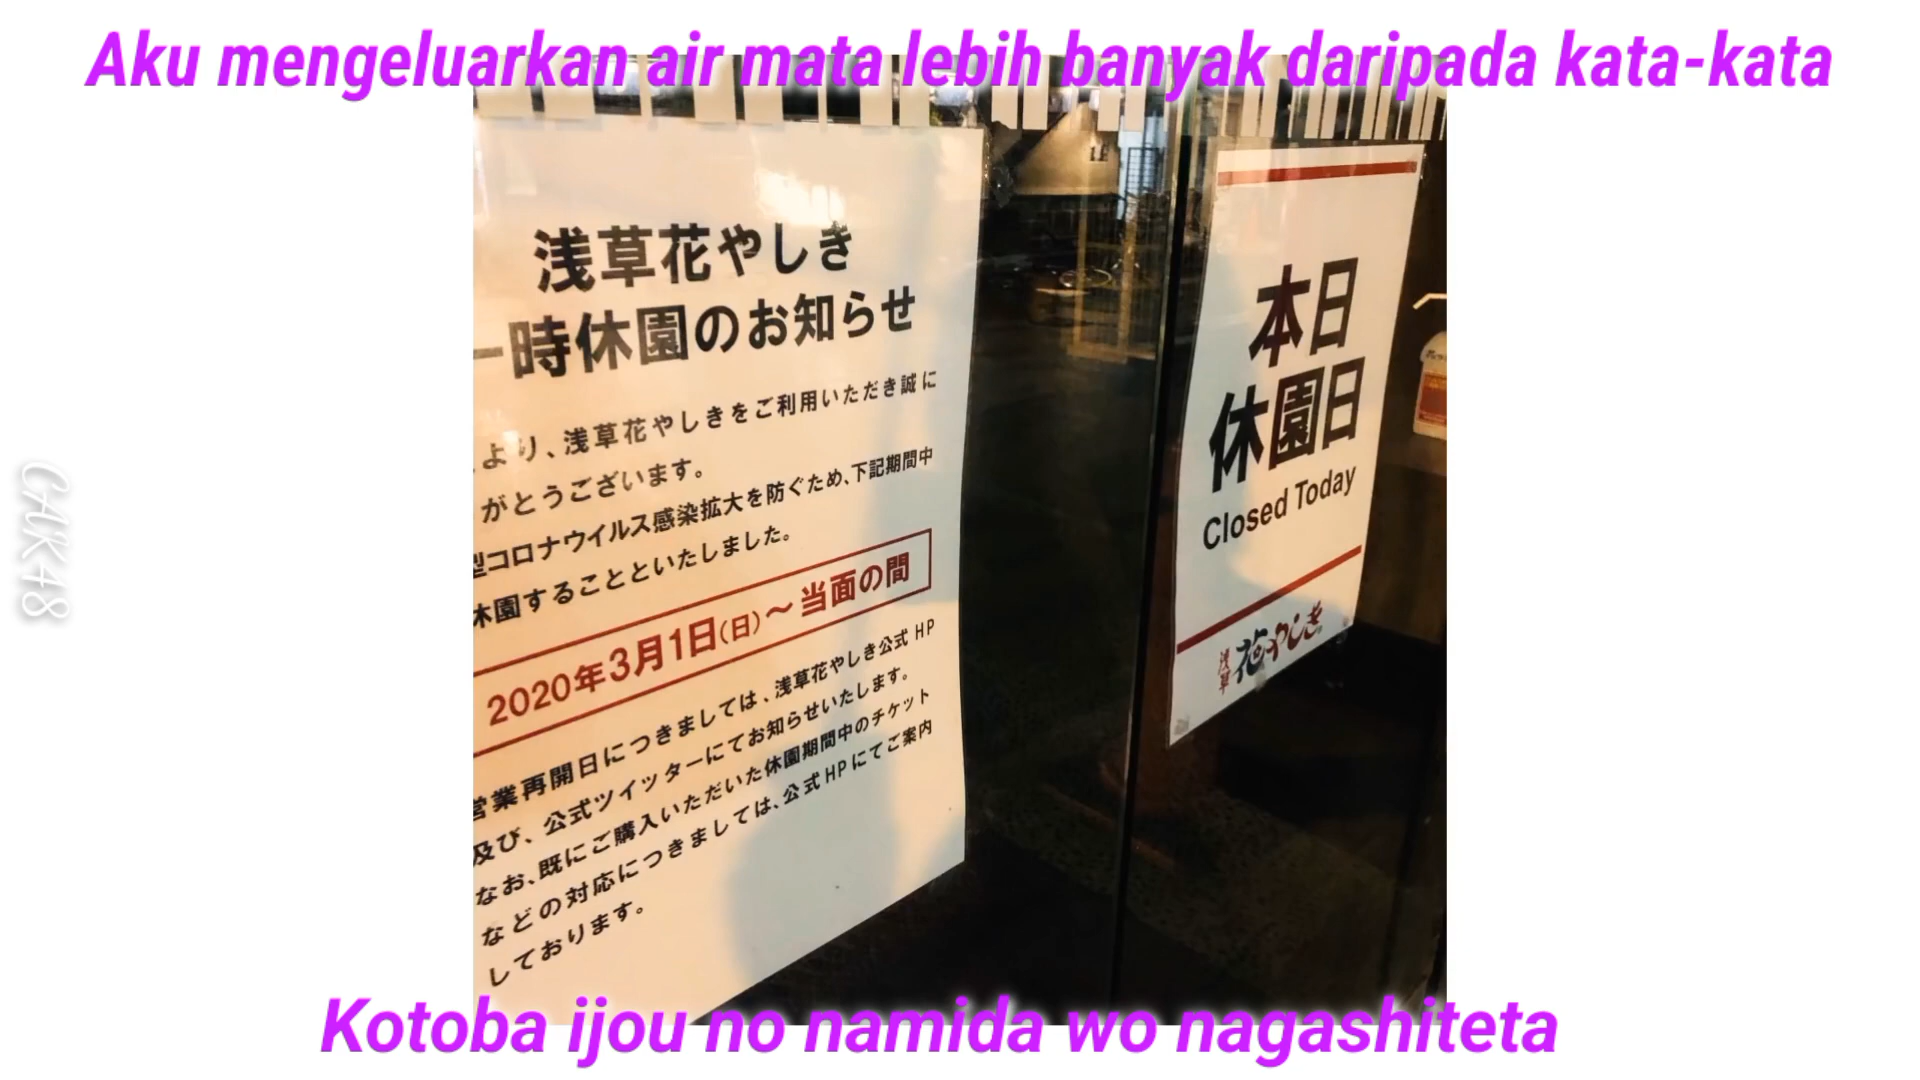 Aku mengeluarkan air mata lebih banyak daripada kata-kata
浅草花やしき
一時休園のお知らせ
より、浅草花やしきをご利用いただき誠に
がとうございます。
型コロナウイルス感染拡大を防ぐため、下記期間中
休園することといたしました。
2020年3月1日(日)～当面の間
営業再開日につきましては、浅草花やしき公式HP
及び、公式ツイッターにてお知らせいたします。
なお、既にご購入いただいた休園期間中のチケット
などの対応につきましては、公式HPにてご案内
しております。
本日
休園日
Closed Today
浅草花やしき
CAK48
Kotoba ijou no namida wo nagashiteta